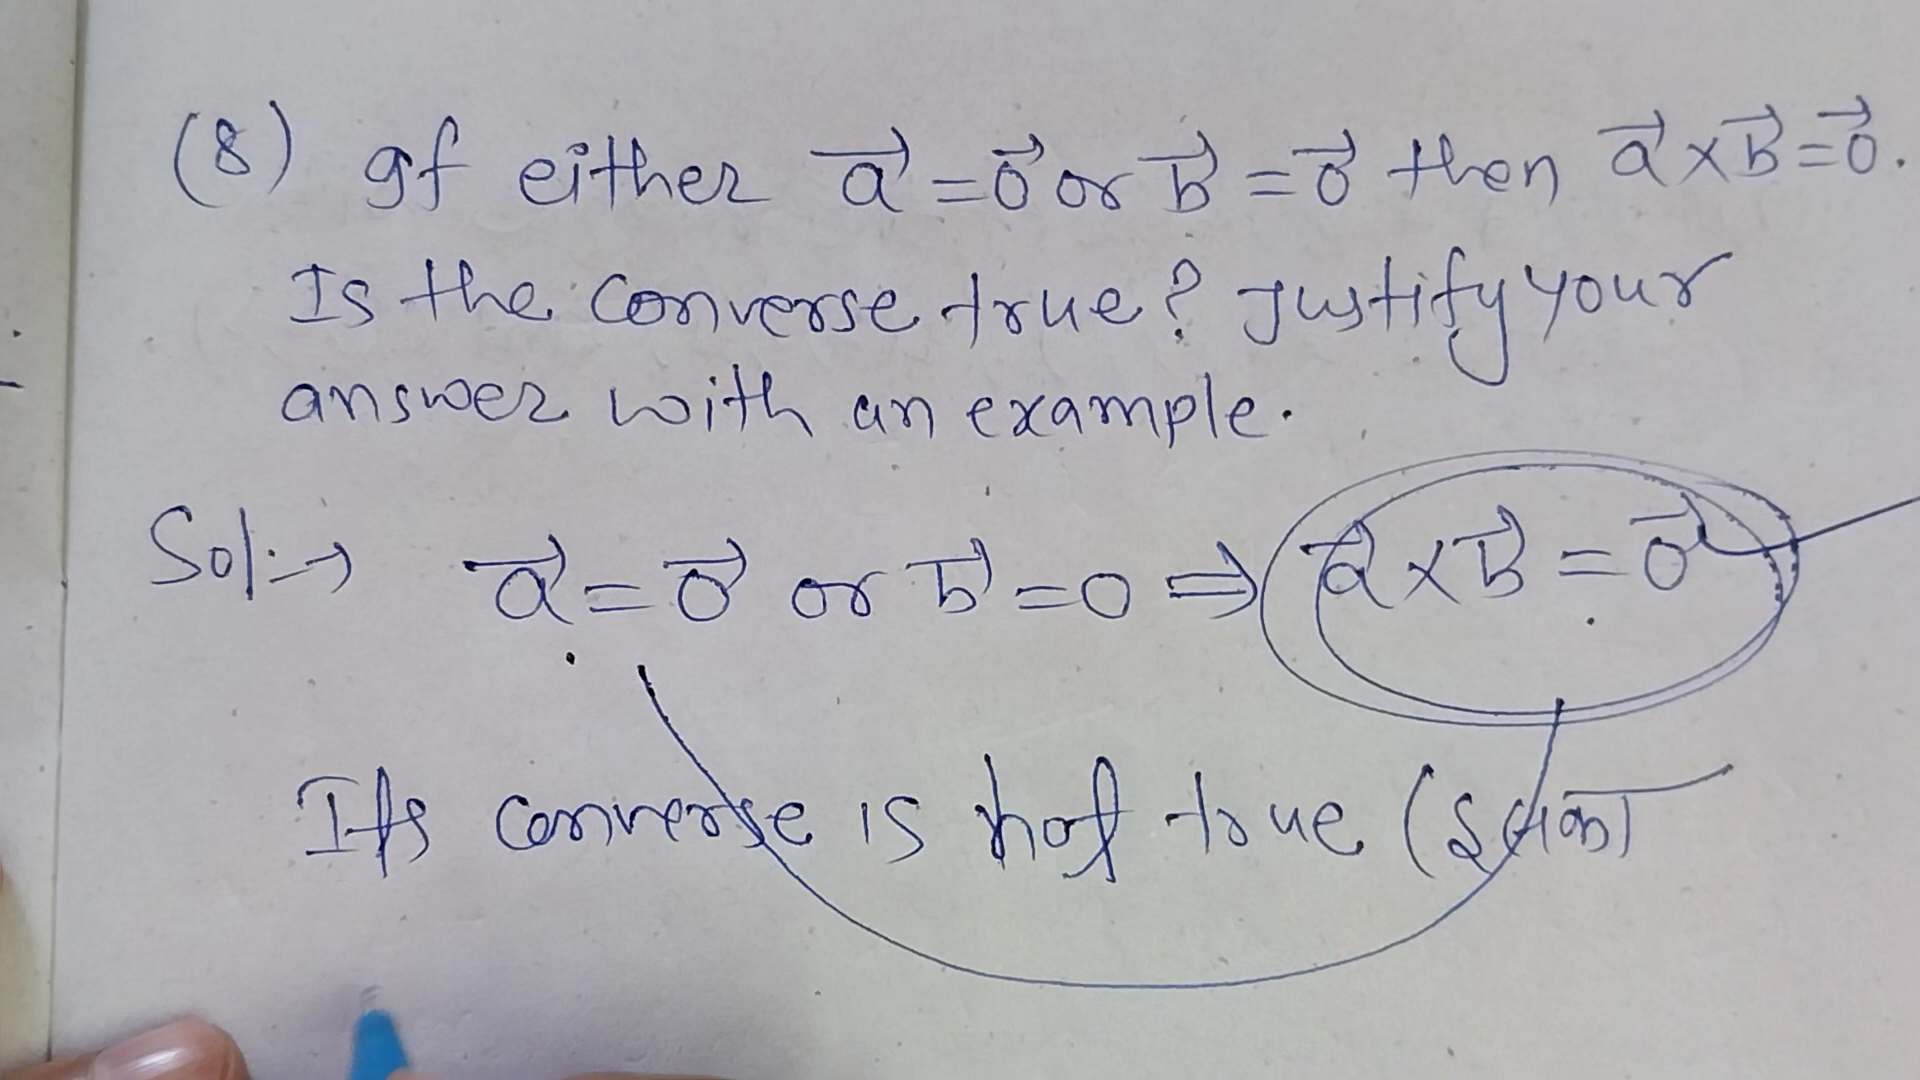 (8) If either a⃗ = 0⃗ or b⃗ = 0⃗ then a⃗ × b⃗ = 0⃗.
Is the converse true? Justify your
answer with an example.
Sol:→ a⃗ = 0⃗ or b⃗ = 0 ⇒ a⃗ × b⃗ = 0⃗
Its converse is not true (इसका